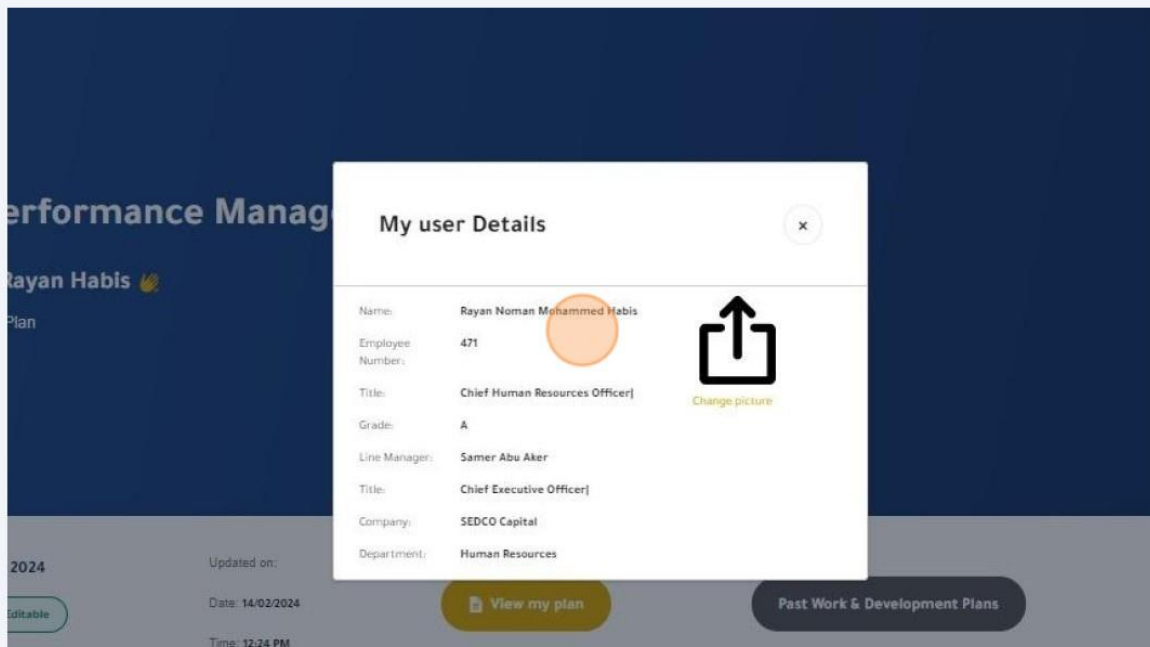 erformance Manag
Rayan Habis 👋
Plan
My user Details
×
Name: Rayan Noman Mohammed Habis
Employee Number: 471
Title: Chief Human Resources Officer|
Grade: A
Line Manager: Samer Abu Aker
Title: Chief Executive Officer|
Company: SEDCO Capital
Department: Human Resources
Change picture
2024
Editable
Updated on:
Date: 14/02/2024
Time: 12:24 PM
View my plan
Past Work & Development Plans